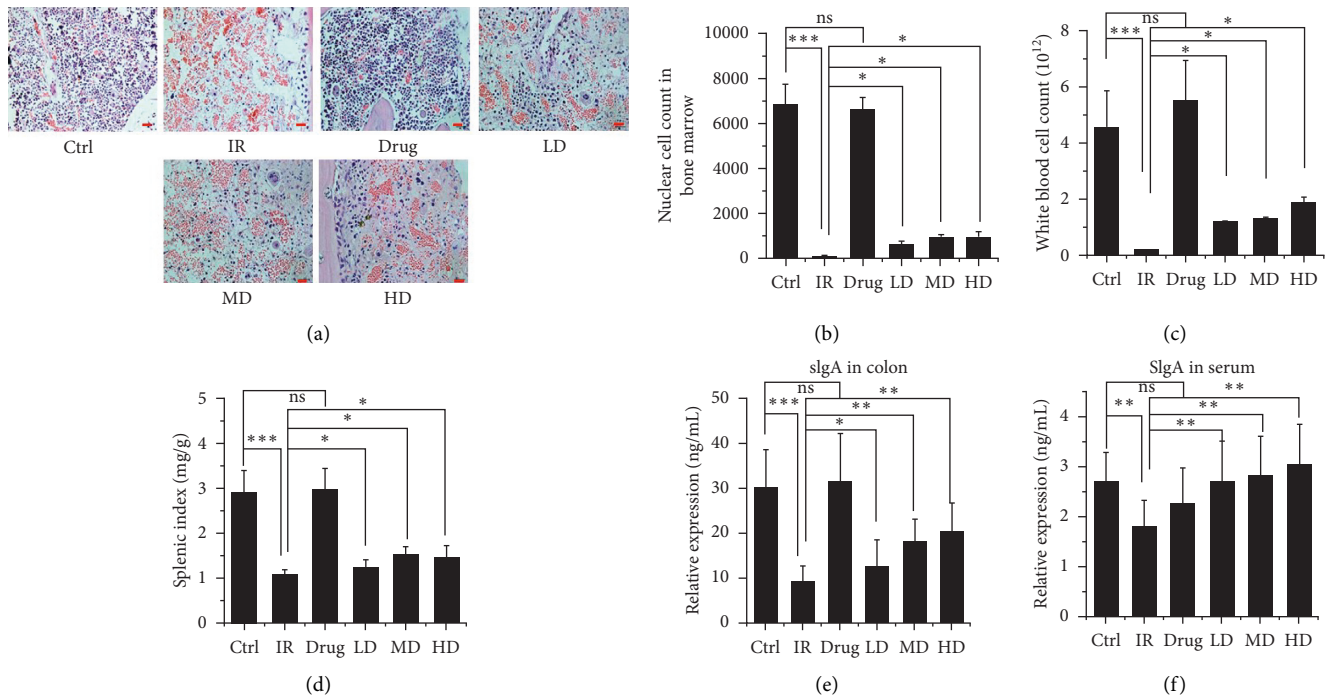 Ctrl IR Drug LD
MD HD
(a)
Nuclear cell count in
bone marrow
10000
8000
6000
4000
2000
0
ns
***
*
*
*
Ctrl IR Drug LD MD HD
(b)
White blood cell count (10^12)
8
6
4
2
0
ns
***
*
*
*
Ctrl IR Drug LD MD HD
(c)
Splenic index (mg/g)
5
4
3
2
1
0
ns
***
*
*
*
Ctrl IR Drug LD MD HD
(d)
sIgA in colon
Relative expression (ng/mL)
50
40
30
20
10
0
ns
***
**
**
*
Ctrl IR Drug LD MD HD
(e)
SIgA in serum
Relative expression (ng/mL)
4
3
2
1
0
ns
**
**
**
**
Ctrl IR Drug LD MD HD
(f)